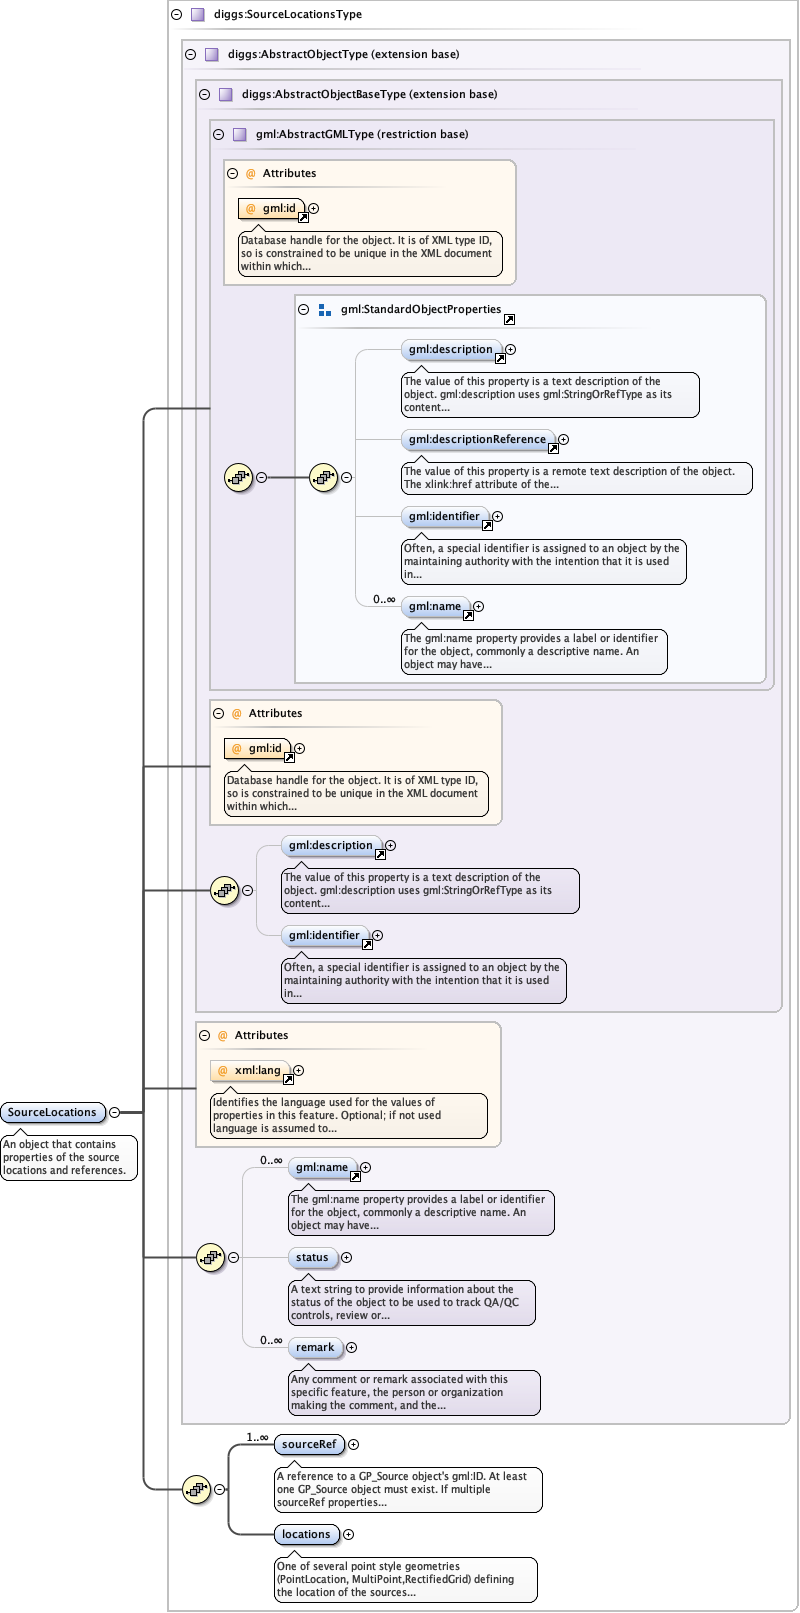 diggs:SourceLocationsType
diggs:AbstractObjectType (extension base)
diggs:AbstractObjectBaseType (extension base)
gml:AbstractGMLType (restriction base)
@ Attributes
@ gml:id
Database handle for the object. It is of XML type ID,
so is constrained to be unique in the XML document
within which...
gml:StandardObjectProperties
gml:description
The value of this property is a text description of the
object. gml:description uses gml:StringOrRefType as its
content...
gml:descriptionReference
The value of this property is a remote text description of the object.
The xlink:href attribute of the...
gml:identifier
Often, a special identifier is assigned to an object by the
maintaining authority with the intention that it is used
in...
0..∞
gml:name
The gml:name property provides a label or identifier
for the object, commonly a descriptive name. An
object may have...
@ Attributes
@ gml:id
Database handle for the object. It is of XML type ID,
so is constrained to be unique in the XML document
within which...
gml:description
The value of this property is a text description of the
object. gml:description uses gml:StringOrRefType as its
content...
gml:identifier
Often, a special identifier is assigned to an object by the
maintaining authority with the intention that it is used
in...
@ Attributes
@ xml:lang
Identifies the language used for the values of
properties in this feature. Optional; if not used
language is assumed to...
SourceLocations
An object that contains
properties of the source
locations and references.
0..∞
gml:name
The gml:name property provides a label or identifier
for the object, commonly a descriptive name. An
object may have...
status
A text string to provide information about the
status of the object to be used to track QA/QC
controls, review or...
0..∞
remark
Any comment or remark associated with this
specific feature, the person or organization
making the comment, and the...
1..∞
sourceRef
A reference to a GP_Source object's gml:ID. At least
one GP_Source object must exist. If multiple
sourceRef properties...
locations
One of several point style geometries
(PointLocation, MultiPoint,RectifiedGrid) defining
the location of the sources...